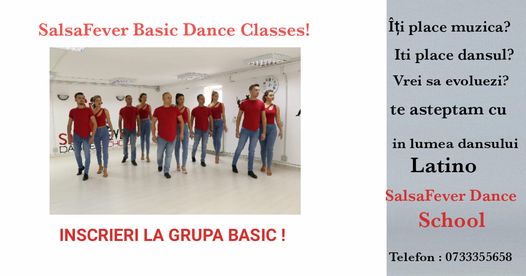 SalsaFever Basic Dance Classes!
INSCRIERI LA GRUPA BASIC !
Îți place muzica?
Iti place dansul?
Vrei sa evoluezi?
te asteptam cu
in lumea dansului
Latino
SalsaFever Dance
School
Telefon : 0733355658